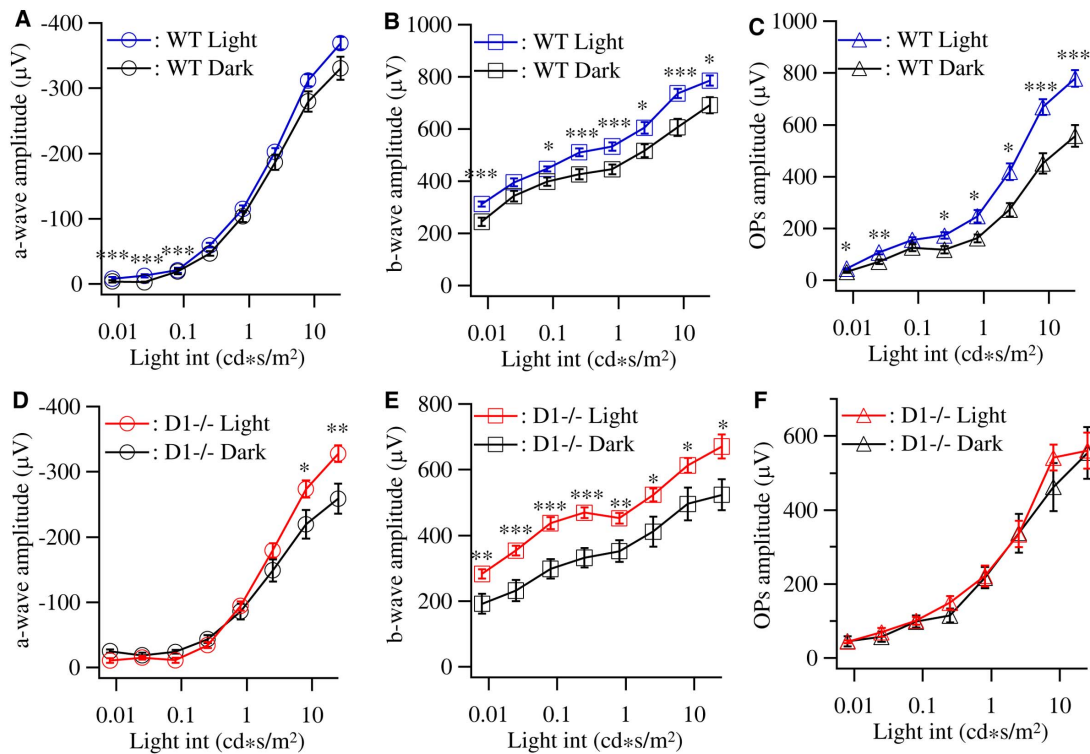 A
a-wave amplitude (μV)
-400
-300
-200
-100
0
: WT Light
: WT Dark
*** *** ***
0.01 0.1 1 10
Light int (cd*s/m²)
B
b-wave amplitude (μV)
1000
800
600
400
200
0
: WT Light
: WT Dark
*** * *** *** * *** *
0.01 0.1 1 10
Light int (cd*s/m²)
C
OPs amplitude (μV)
1000
800
600
400
200
0
: WT Light
: WT Dark
* ** * * * *** ***
0.01 0.1 1 10
Light int (cd*s/m²)
D
a-wave amplitude (μV)
-400
-300
-200
-100
0
: D1-/- Light
: D1-/- Dark
* **
0.01 0.1 1 10
Light int (cd*s/m²)
E
b-wave amplitude (μV)
800
600
400
200
0
: D1-/- Light
: D1-/- Dark
** *** *** *** ** * * *
0.01 0.1 1 10
Light int (cd*s/m²)
F
OPs amplitude (μV)
600
400
200
0
: D1-/- Light
: D1-/- Dark
0.01 0.1 1 10
Light int (cd*s/m²)